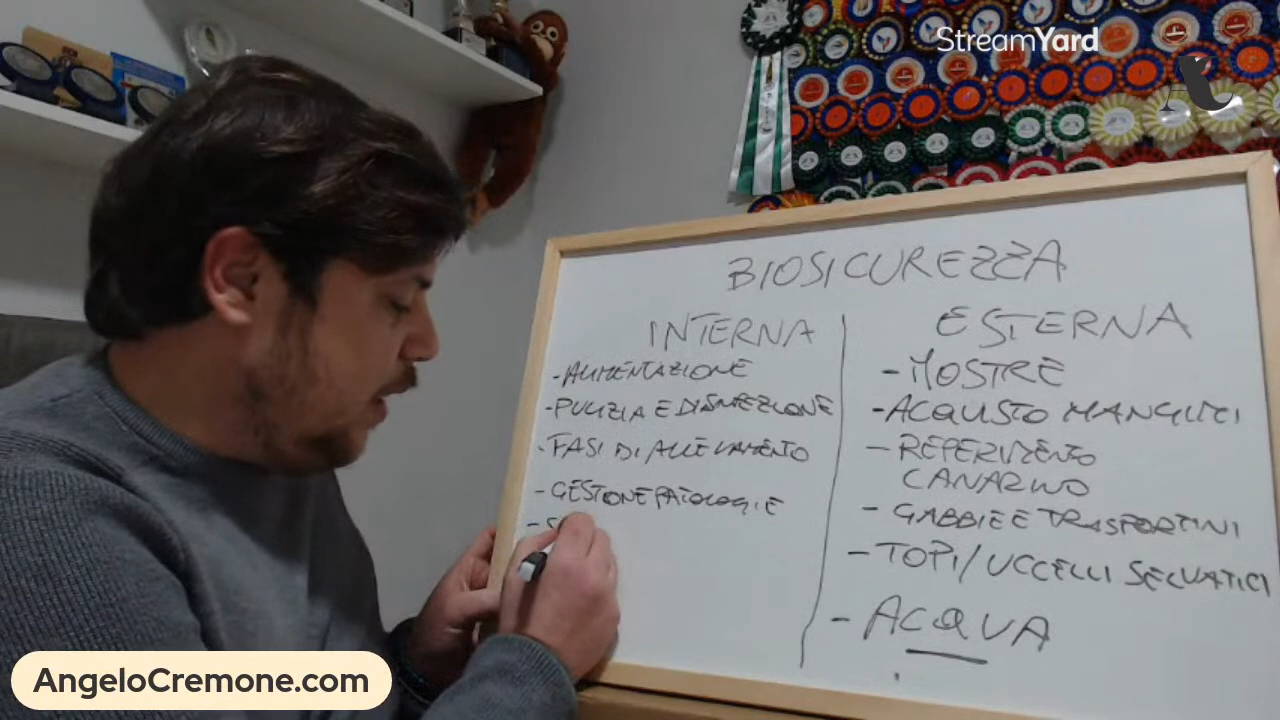 StreamYard
BIOSICUREZZA
INTERNA
- ALIMENTAZIONE
- PULIZIA E DISINFEZIONE
- FASI DI ALLEVAMENTO
- GESTIONE PATOLOGIE
- S
ESTERNA
- MOSTRE
- ACQUISTO MANGIMI
- REPERIMENTO
CANARINO
- GABBIE E TRASPORTINI
- TOPI/UCCELLI SELVATICI
- ACQUA
AngeloCremone.com